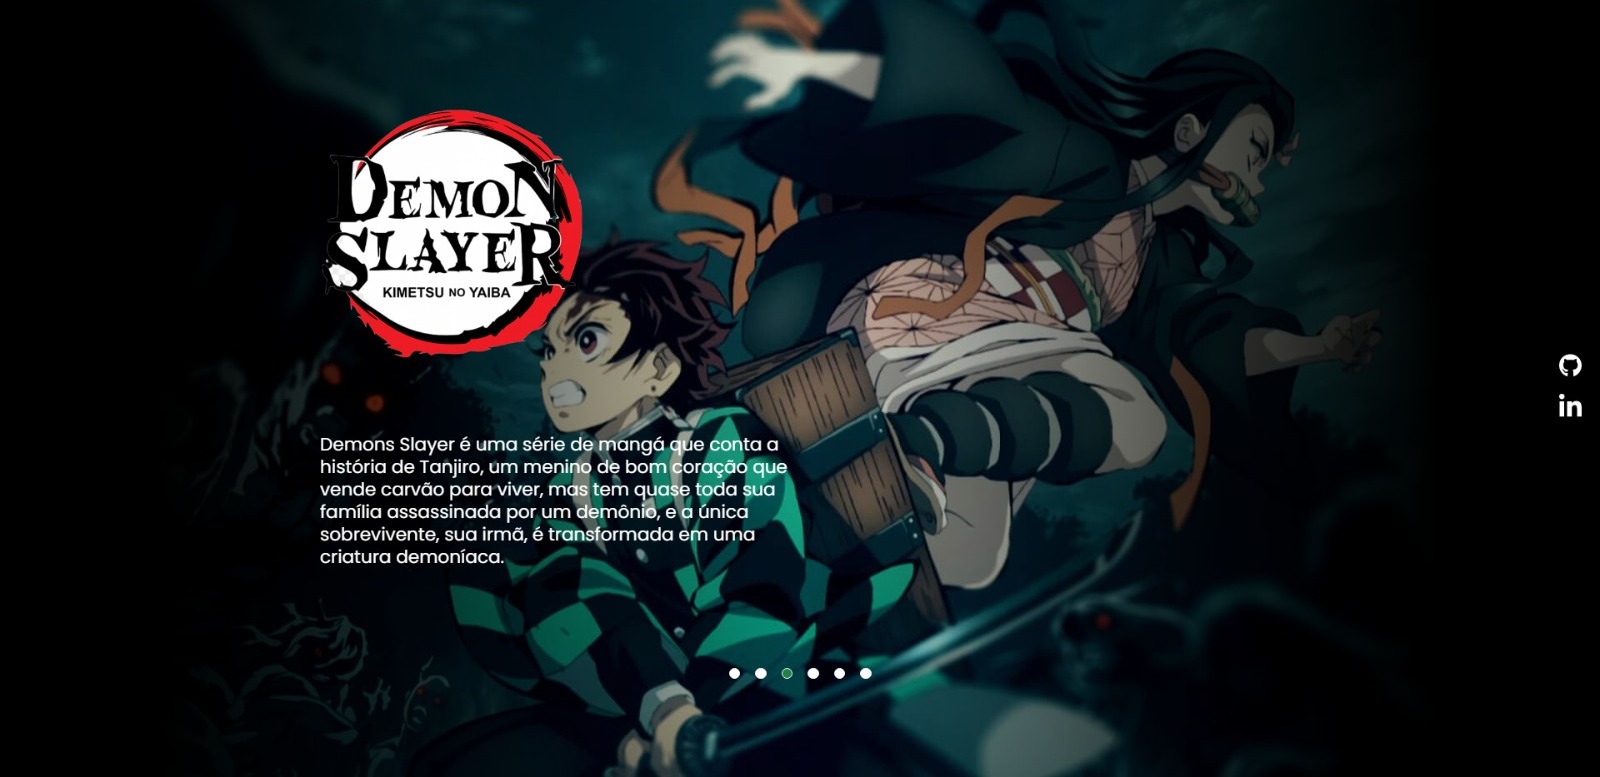 DEMON
SLAYER
KIMETSU NO YAIBA
Demons Slayer é uma série de mangá que conta a
história de Tanjiro, um menino de bom coração que
vende carvão para viver, mas tem quase toda sua
família assassinada por um demônio, e a única
sobrevivente, sua irmã, é transformada em uma
criatura demoníaca.
in